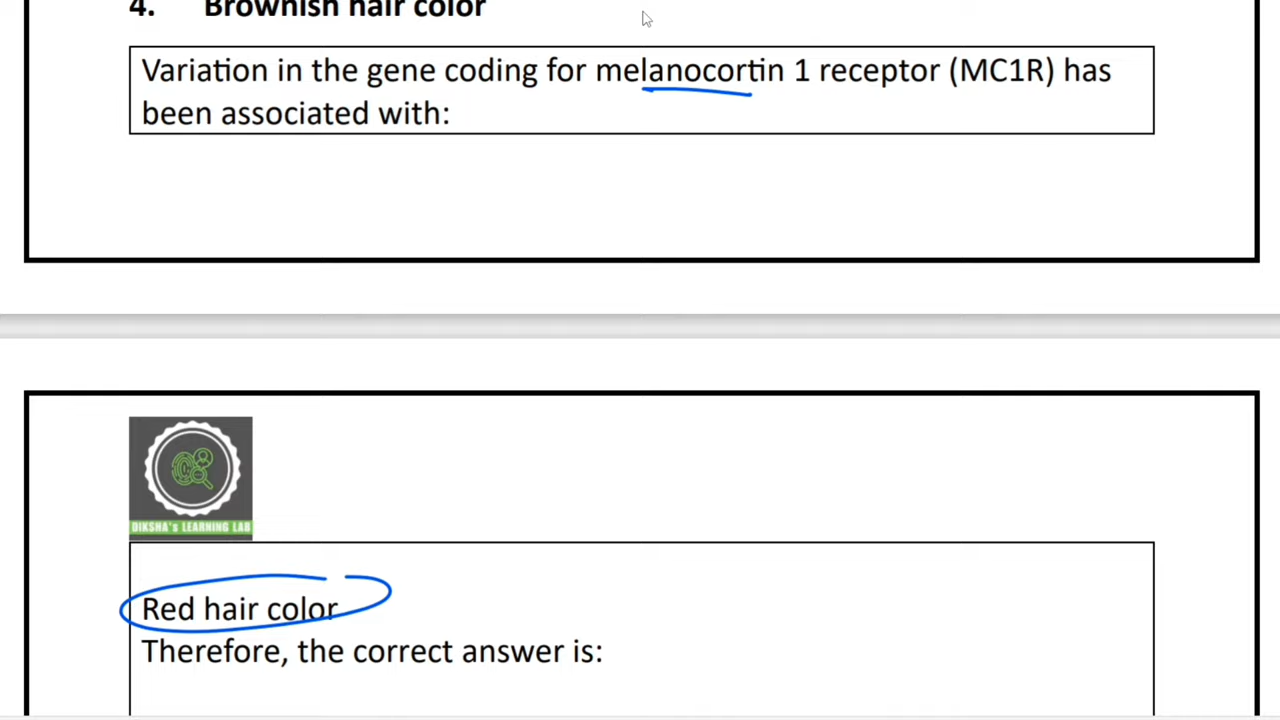 4. Brownish hair color
Variation in the gene coding for melanocortin 1 receptor (MC1R) has
been associated with:
DIKSHA's LEARNING LAB
Red hair color
Therefore, the correct answer is: